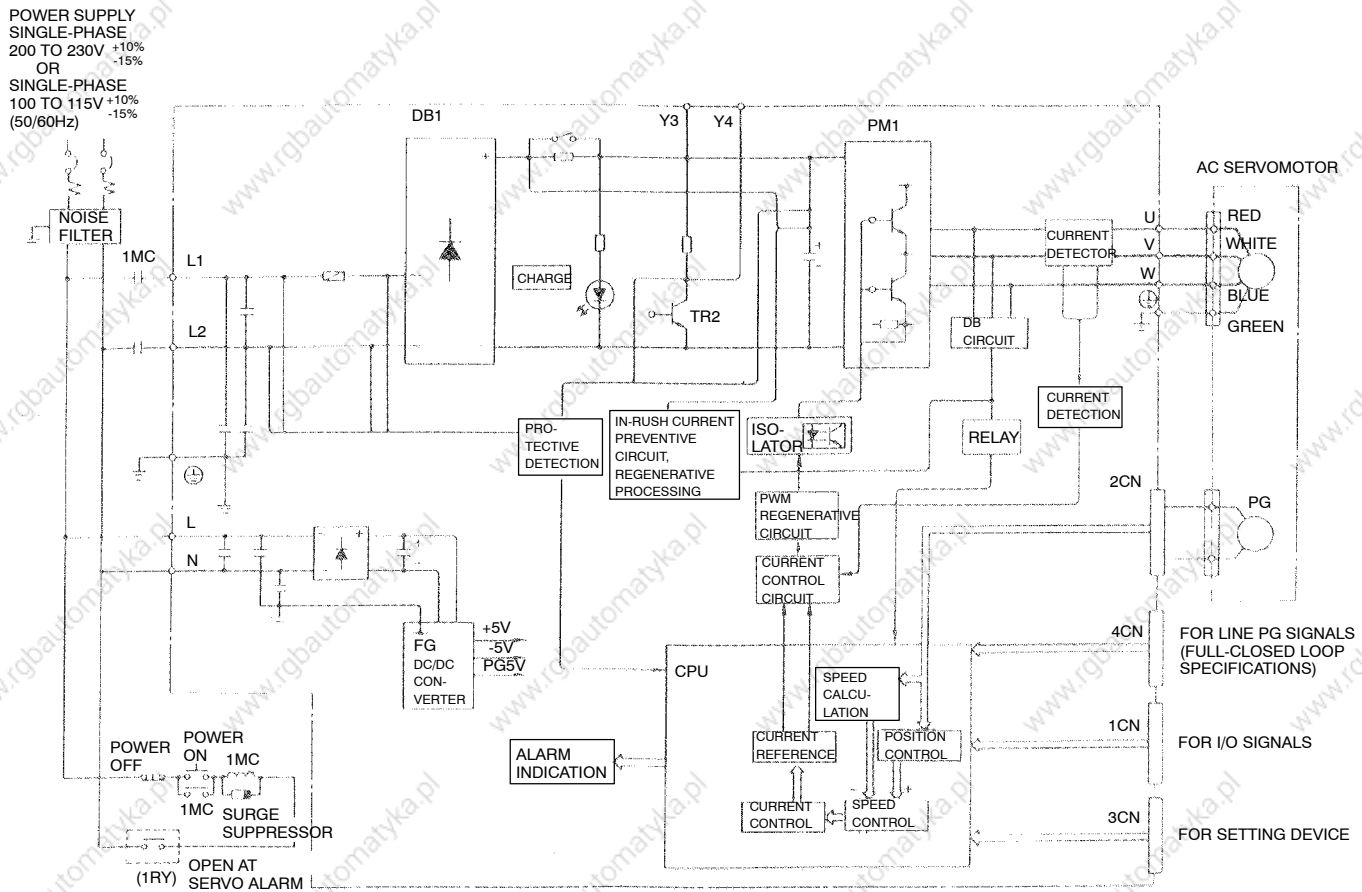 POWER SUPPLY
SINGLE-PHASE
200 TO 230V +10%
-15%
OR
SINGLE-PHASE
100 TO 115V +10%
-15%
(50/60Hz)
NOISE
FILTER
1MC
L1
L2
L
N
DB1
CHARGE
Y3
Y4
TR2
PM1
U
V
W
CURRENT
DETECTOR
AC SERVOMOTOR
RED
WHITE
BLUE
GREEN
DB
CIRCUIT
CURRENT
DETECTION
RELAY
PRO-
TECTIVE
DETECTION
IN-RUSH CURRENT
PREVENTIVE
CIRCUIT,
REGENERATIVE
PROCESSING
ISO-
LATOR
PWM
REGENERATIVE
CIRCUIT
CURRENT
CONTROL
CIRCUIT
2CN
PG
FG
DC/DC
CON-
VERTER
+5V
-5V
PG5V
CPU
SPEED
CALCU-
LATION
CURRENT
REFERENCE
POSITION
CONTROL
CURRENT
CONTROL
SPEED
CONTROL
+
-
ALARM
INDICATION
4CN
FOR LINE PG SIGNALS
(FULL-CLOSED LOOP
SPECIFICATIONS)
1CN
FOR I/O SIGNALS
3CN
FOR SETTING DEVICE
POWER
OFF
POWER
ON
1MC
1MC
SURGE
SUPPRESSOR
(1RY)
OPEN AT
SERVO ALARM
www.rgbautomatyka.pl